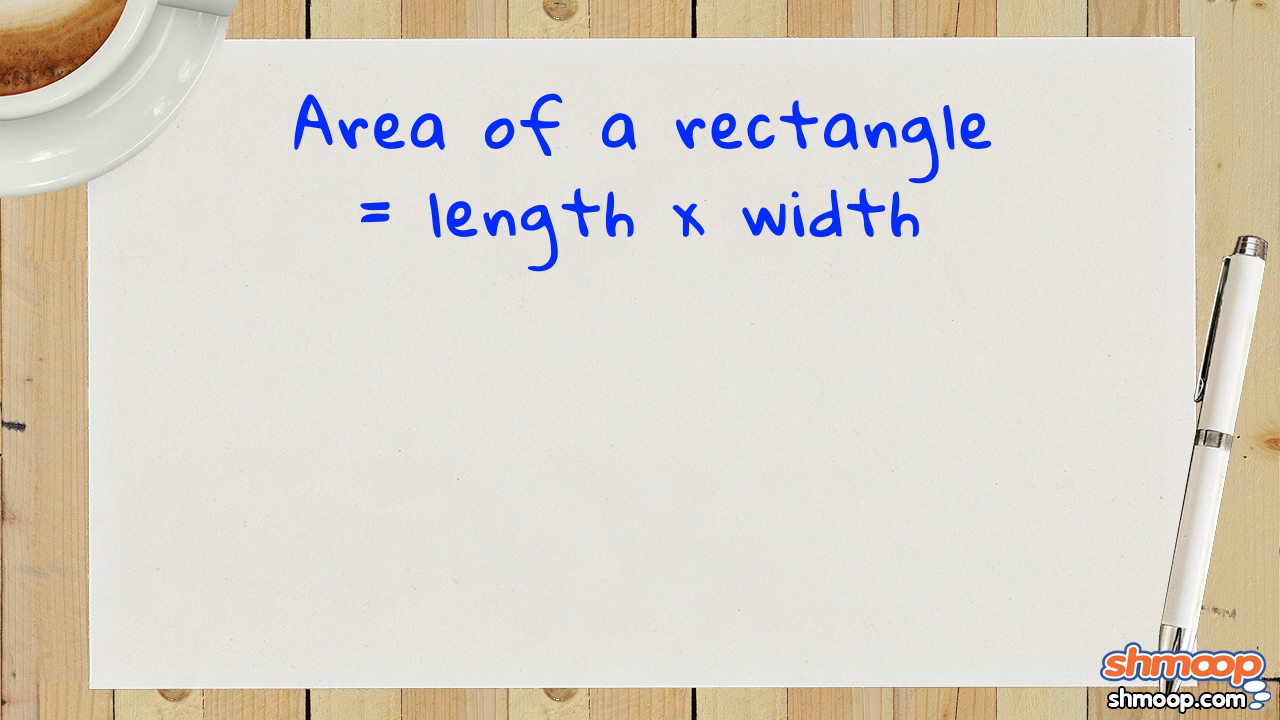 Area of a rectangle
= length x width
shmoop
shmoop.com